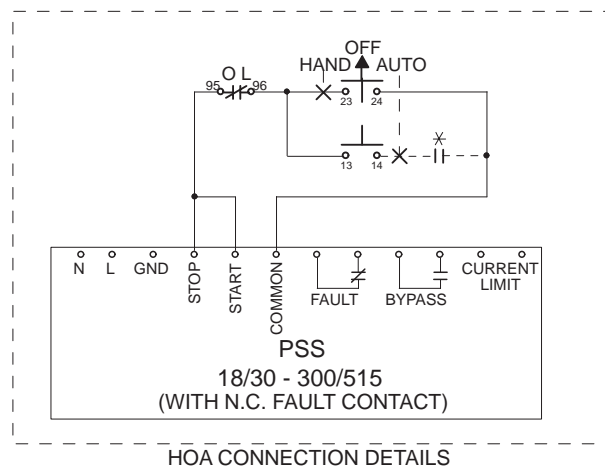 OFF
HAND AUTO
O L
95 96
23 24
13 14
N L GND STOP START COMMON FAULT BYPASS CURRENT
LIMIT
PSS
18/30 - 300/515
(WITH N.C. FAULT CONTACT)
HOA CONNECTION DETAILS